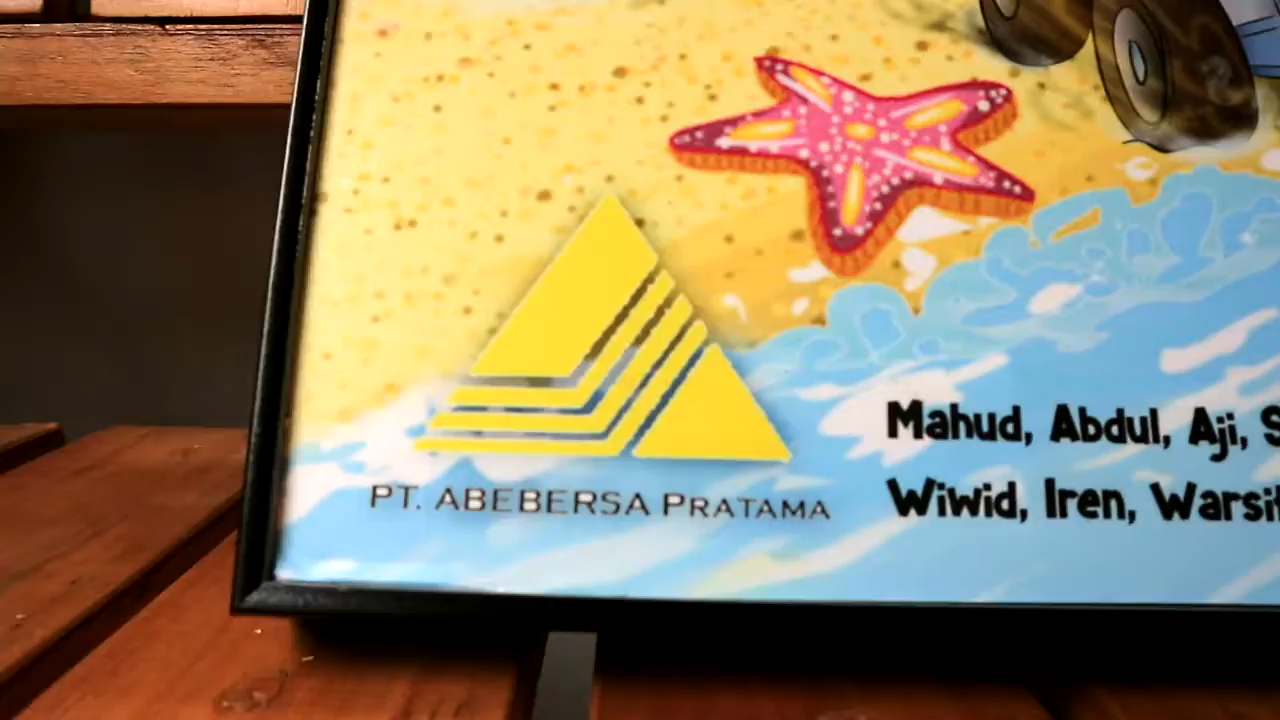 PT. ABEBERSA PRATAMA
Mahud, Abdul, Aji,
Wiwid, Iren,